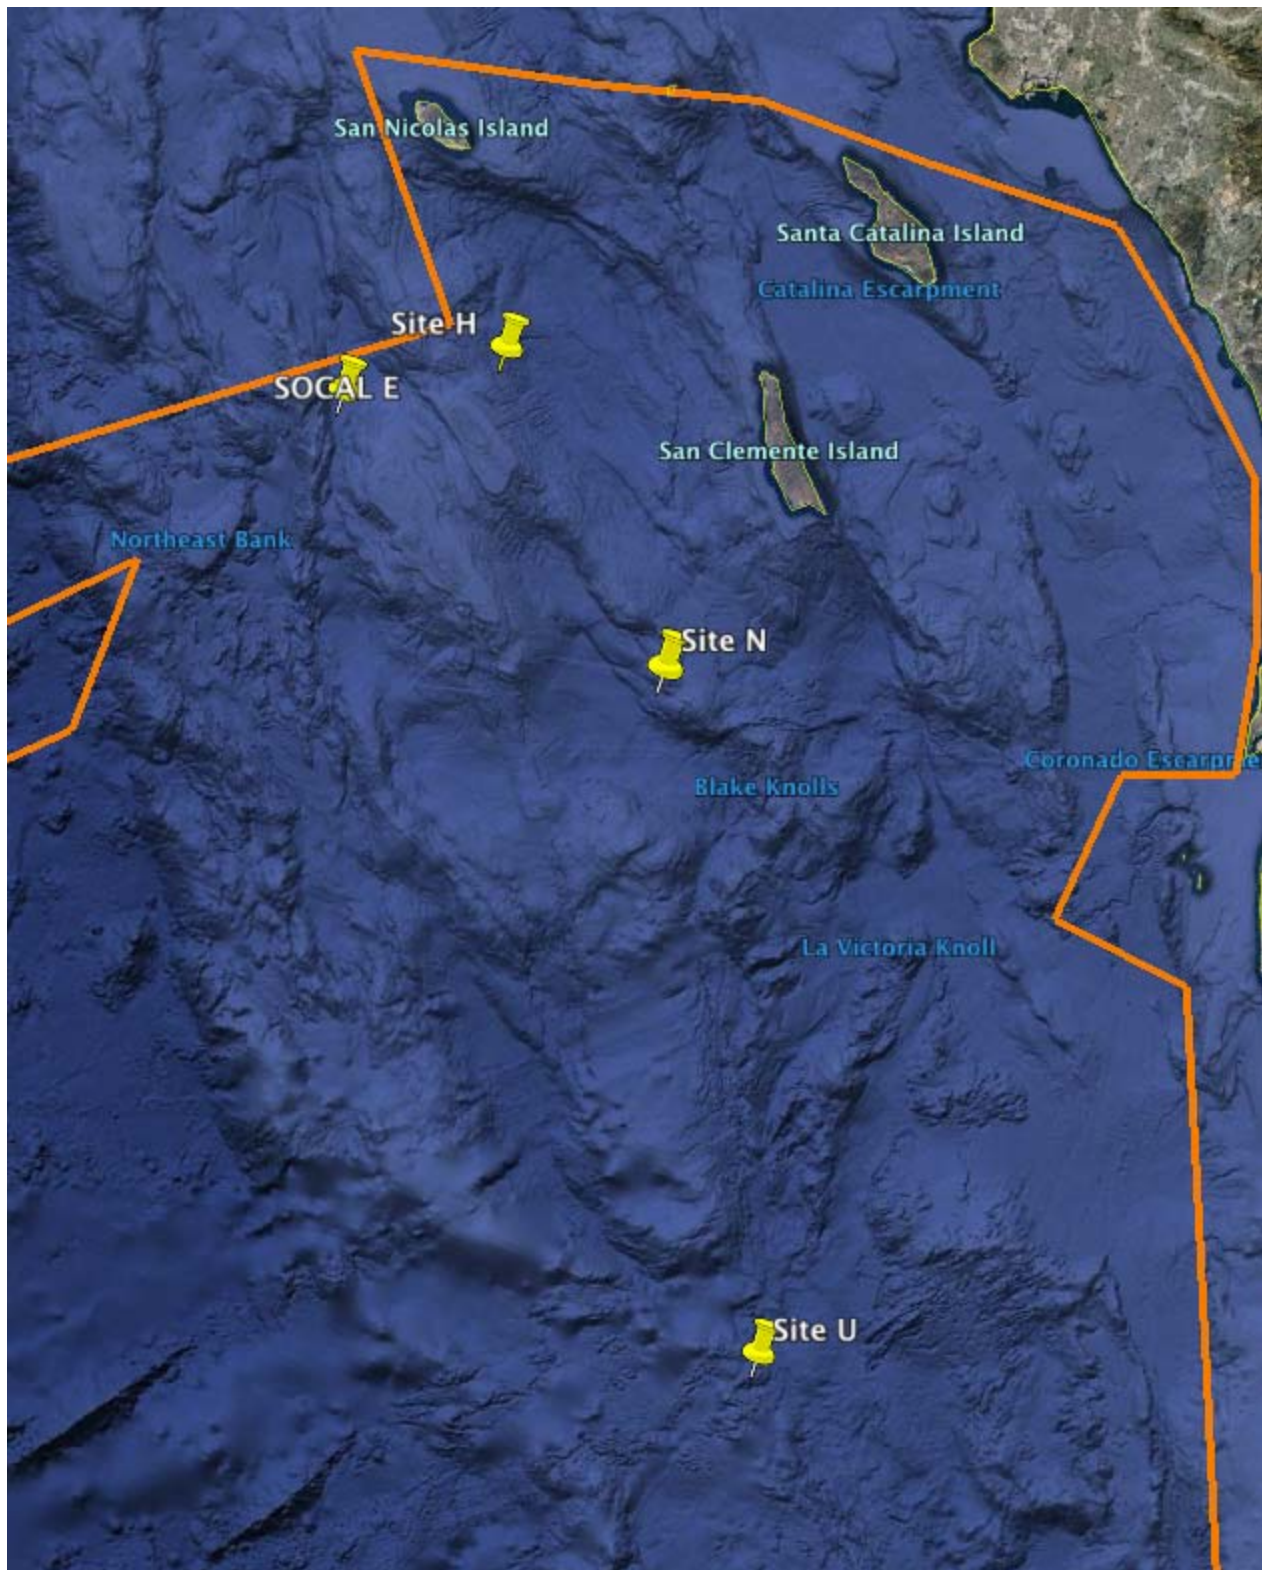 San Nicolas Island
Santa Catalina Island
Catalina Escarpment
Site H
SOCAL E
San Clemente Island
Northeast Bank
Site N
Coronado Escarpme
Blake Knolls
La Victoria Knoll
Site U